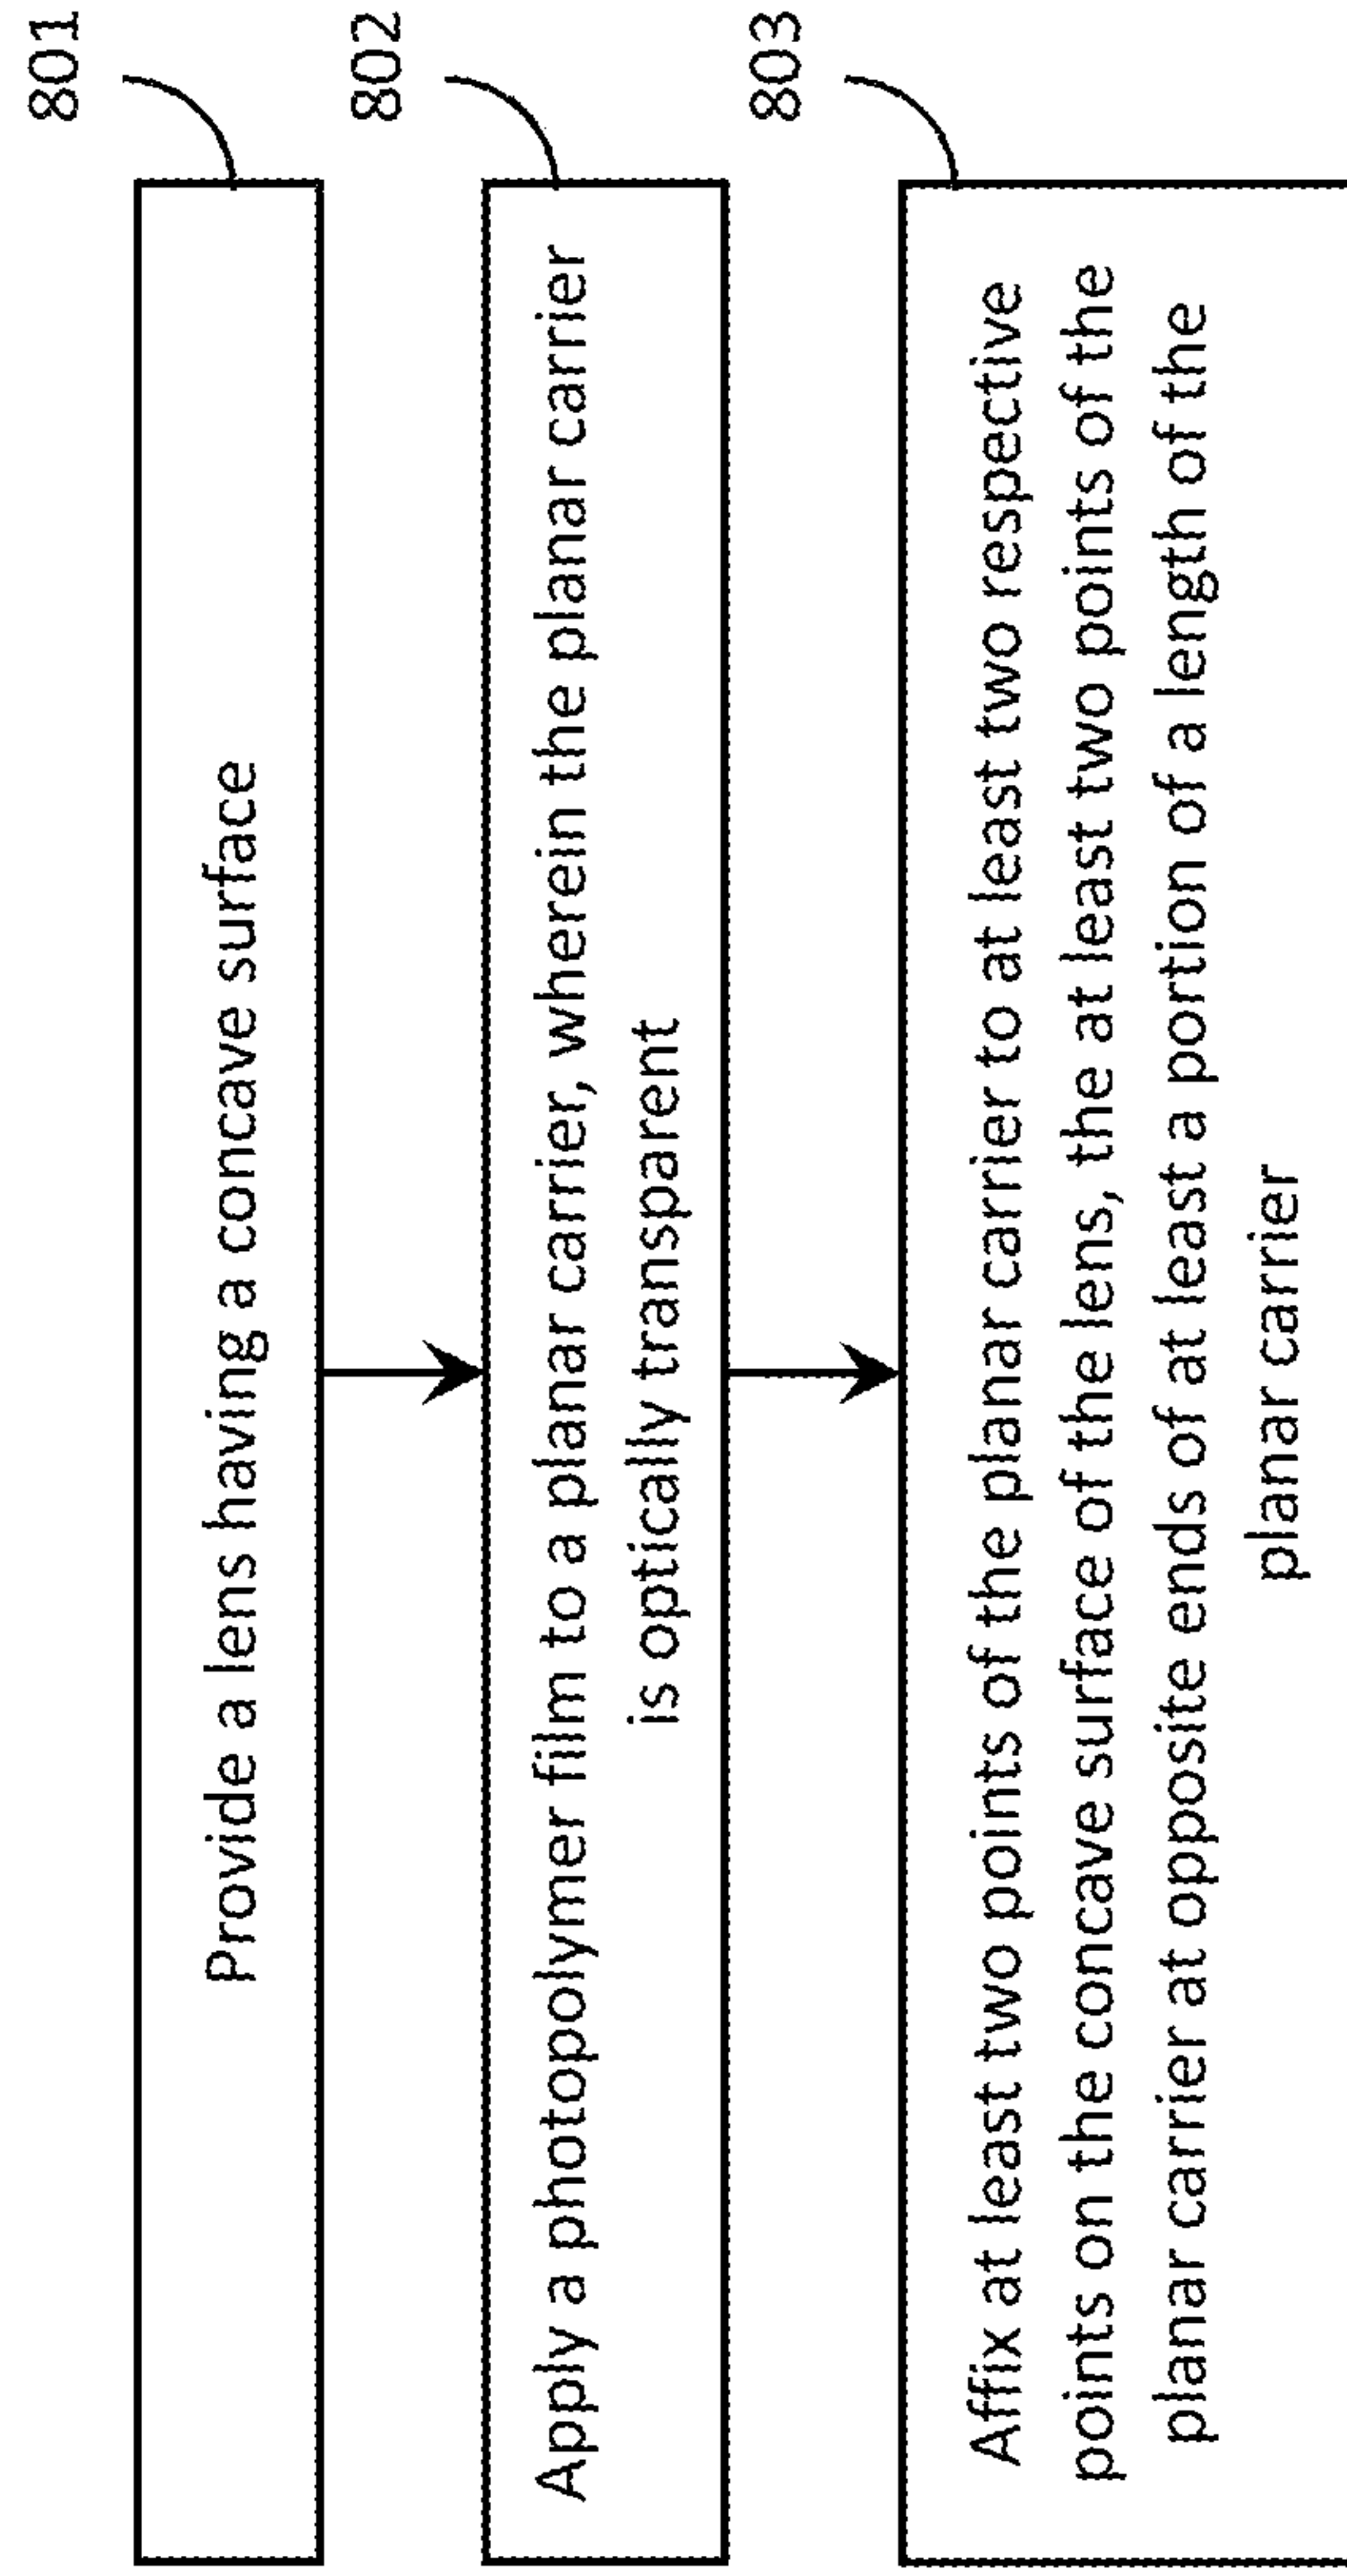 801
Provide a lens having a concave surface
802
Apply a photopolymer film to a planar carrier, wherein the planar carrier
is optically transparent
803
Affix at least two points of the planar carrier to at least two respective
points on the concave surface of the lens, the at least two points of the
planar carrier at opposite ends of at least a portion of a length of the
planar carrier